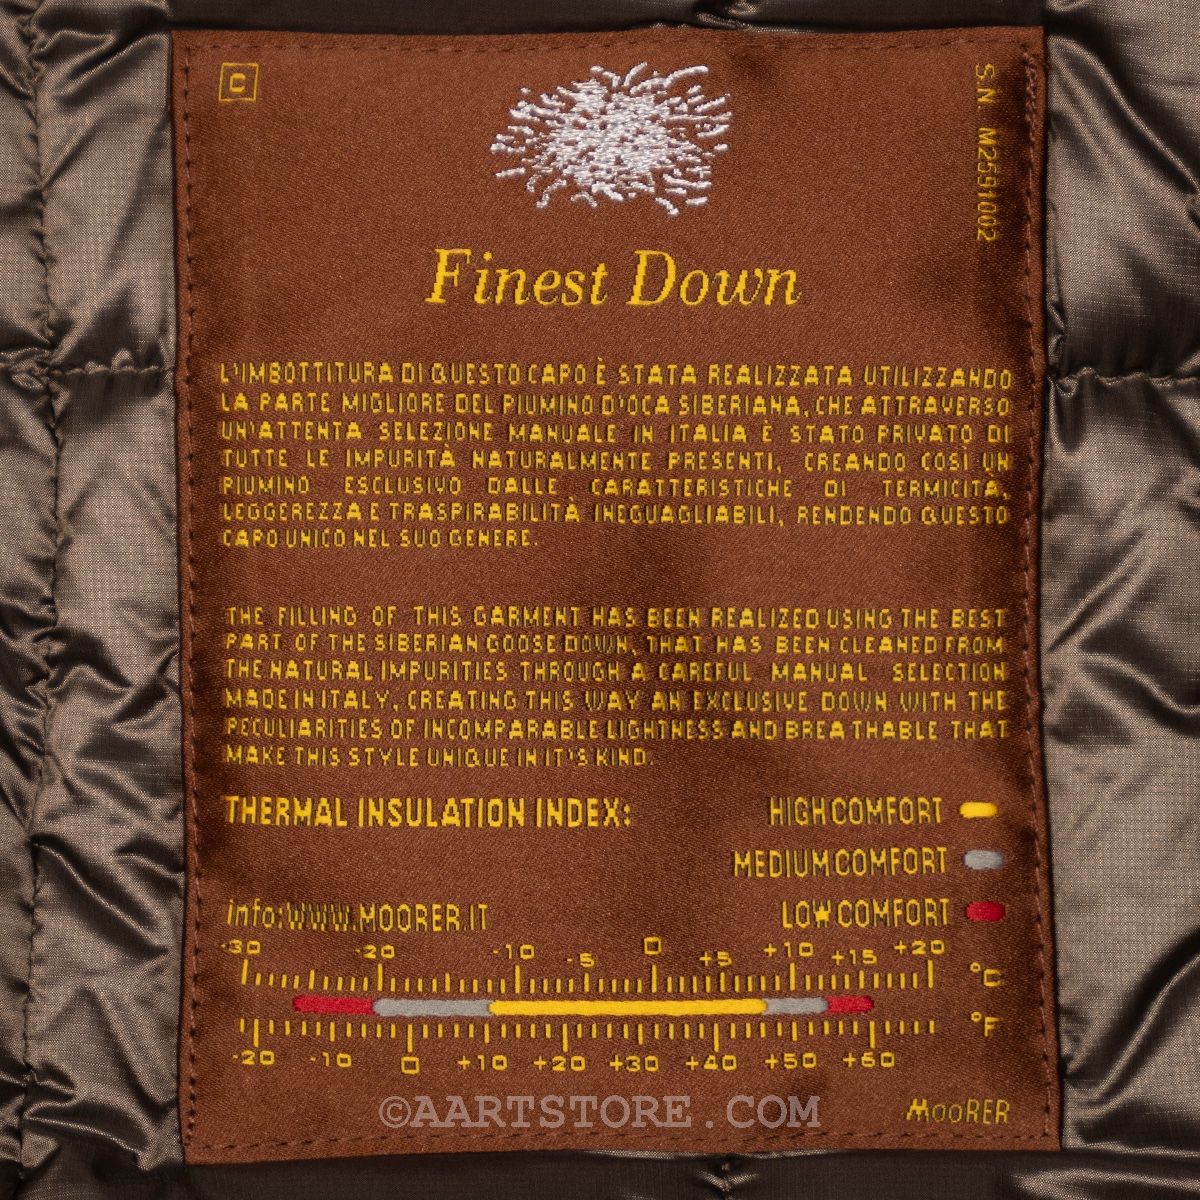 C
S.N. M2591002
Finest Down
L'IMBOTTITURA DI QUESTO CAPO È STATA REALIZZATA UTILIZZANDO
LA PARTE MIGLIORE DEL PIUMINO D'OCA SIBERIANA, CHE ATTRAVERSO
UN'ATTENTA SELEZIONE MANUALE IN ITALIA È STATO PRIVATO DI
TUTTE LE IMPURITÀ NATURALMENTE PRESENTI, CREANDO COSÌ UN
PIUMINO ESCLUSIVO DALLE CARATTERISTICHE DI TERMICITÀ,
LEGGEREZZA E TRASPIRABILITÀ INEGUAGLIABILI, RENDENDO QUESTO
CAPO UNICO NEL SUO GENERE.
THE FILLING OF THIS GARMENT HAS BEEN REALIZED USING THE BEST
PART OF THE SIBERIAN GOOSE DOWN, THAT HAS BEEN CLEANED FROM
THE NATURAL IMPURITIES THROUGH A CAREFUL MANUAL SELECTION
MADE IN ITALY, CREATING THIS WAY AN EXCLUSIVE DOWN WITH THE
PECULIARITIES OF INCOMPARABLE LIGHTNESS AND BREATHABLE THAT
MAKE THIS STYLE UNIQUE IN IT'S KIND.
THERMAL INSULATION INDEX: HIGH COMFORT
MEDIUM COMFORT
info: WWW.MOORER.IT LOW COMFORT
-30 -20 -10 -5 0 +5 +10 +15 +20
°C
°F
-20 -10 0 +10 +20 +30 +40 +50 +60
MooRER
©AARTSTORE.COM